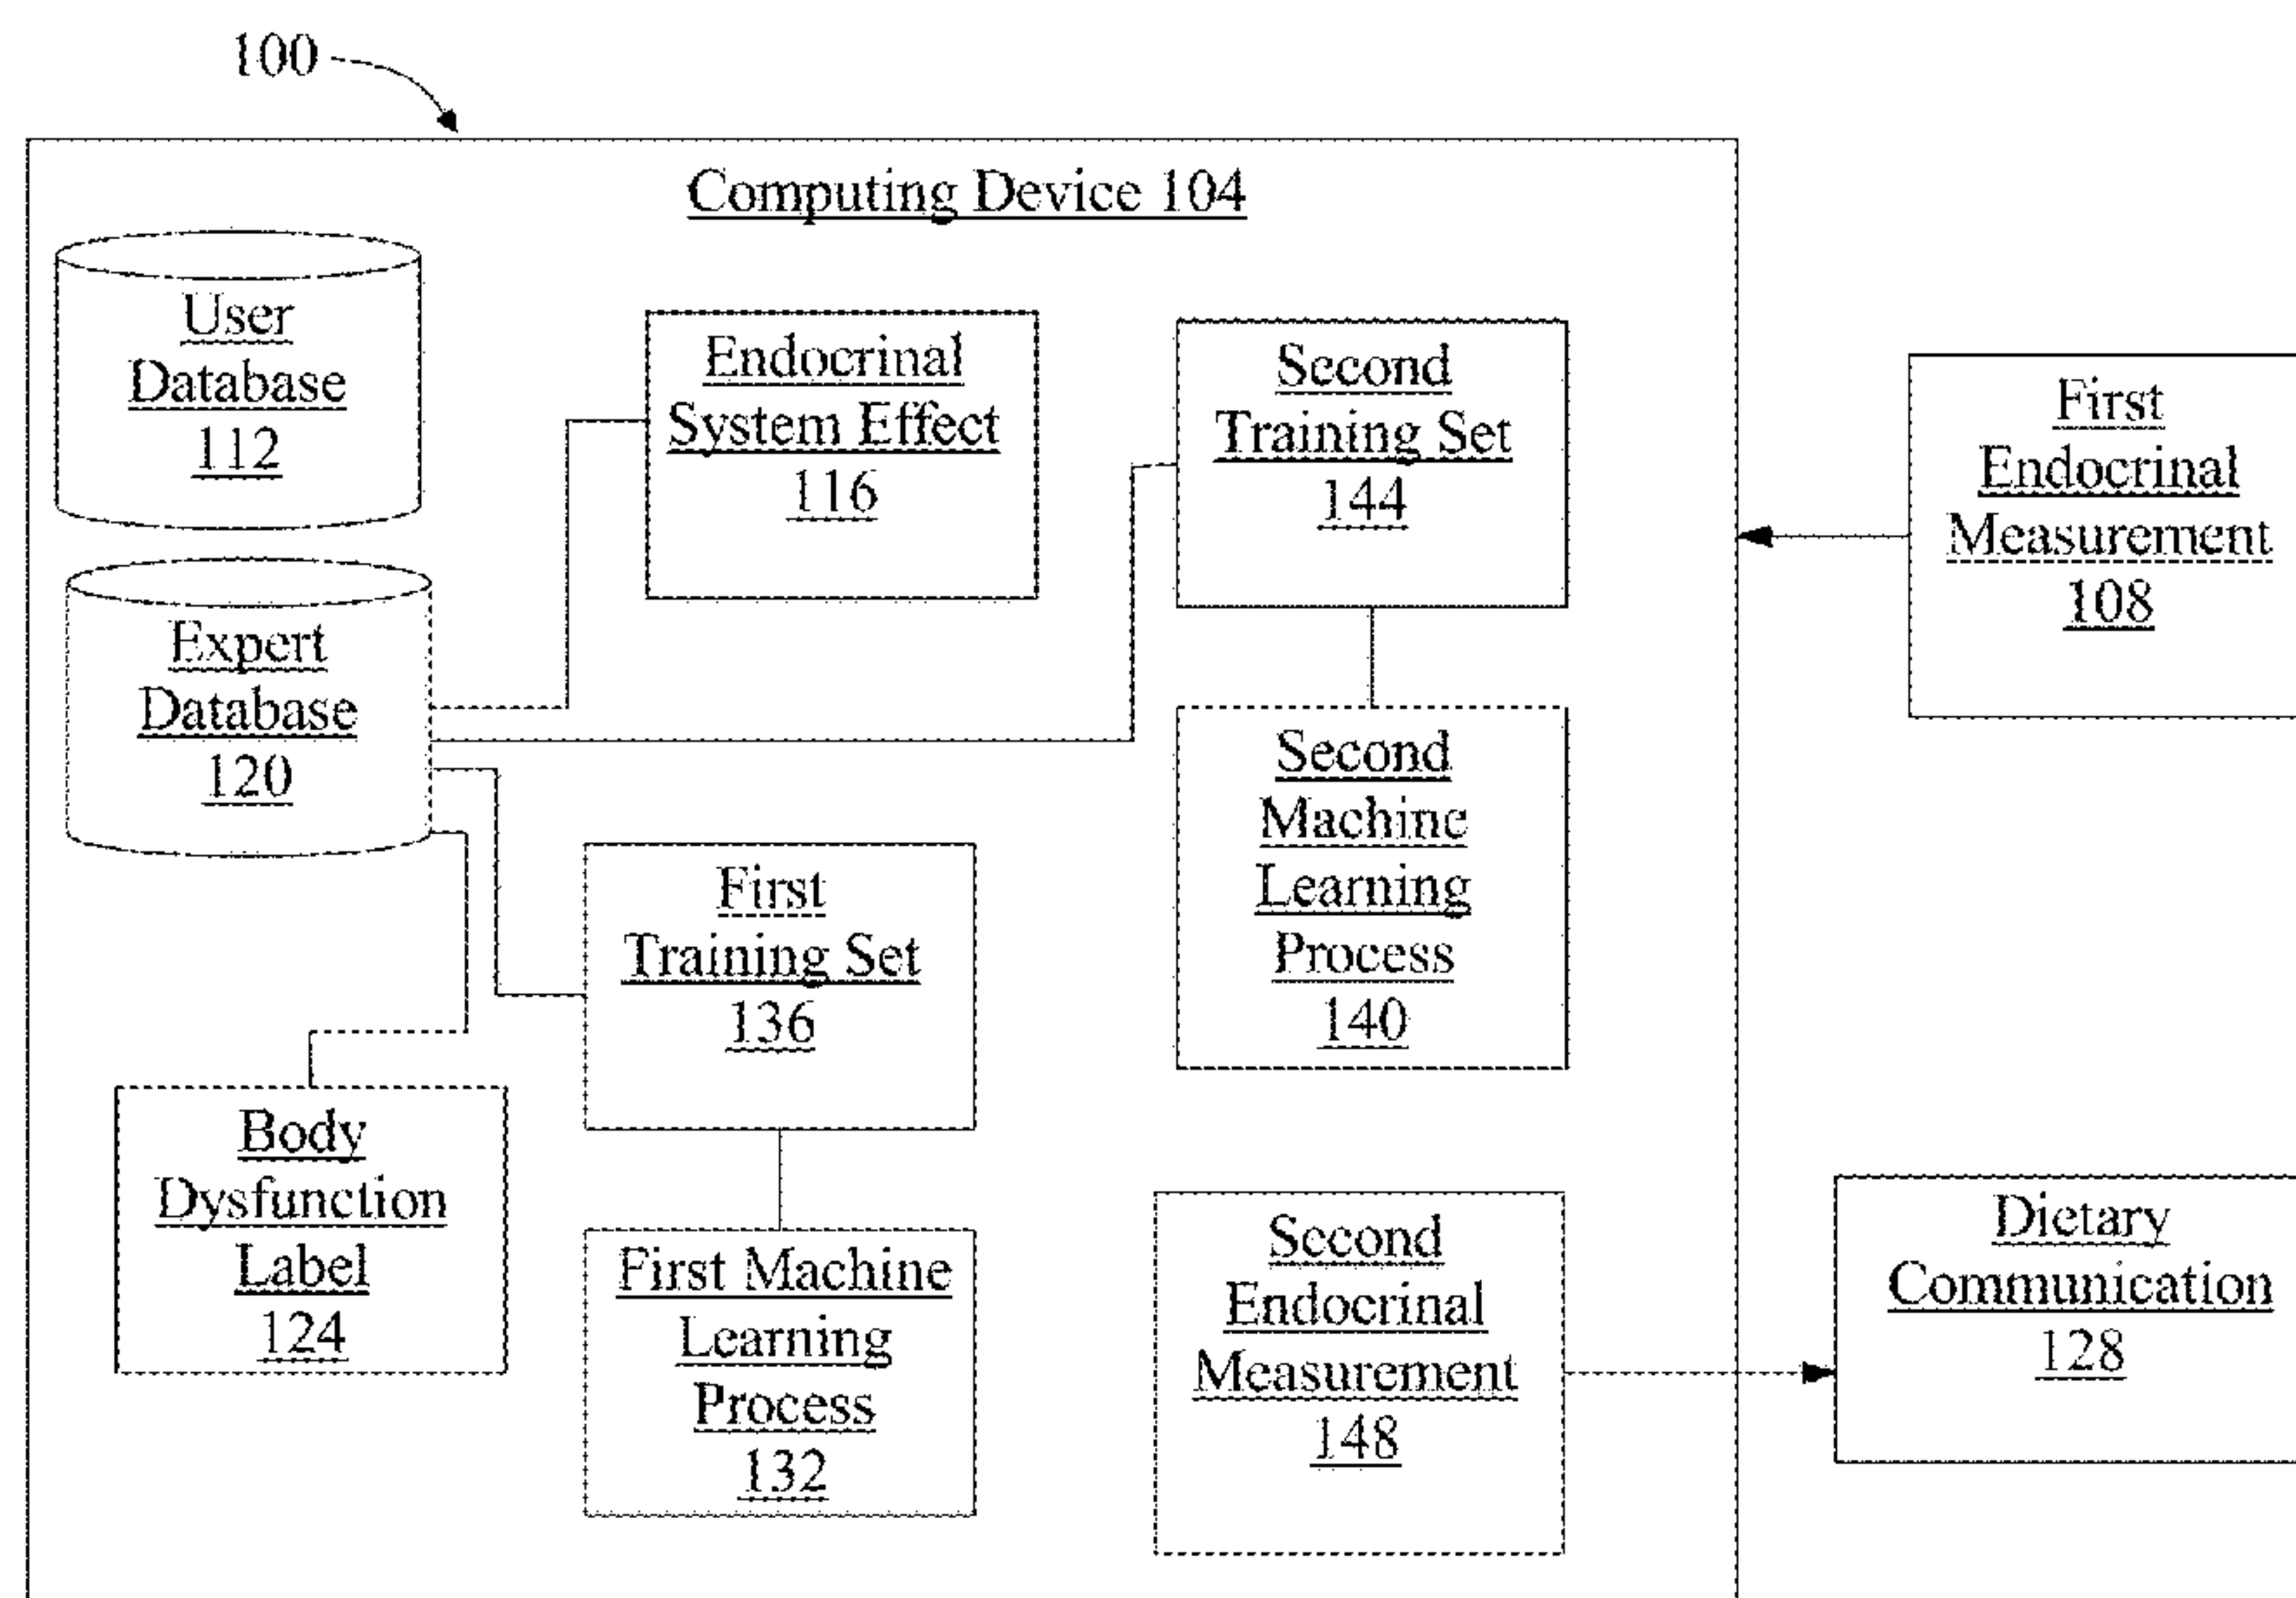 100
Computing Device 104
User
Database
112
Endocrinal
System Effect
116
Second
Training Set
144
First
Endocrinal
Measurement
108
Expert
Database
120
Second
Machine
Learning
Process
140
First
Training Set
136
Body
Dysfunction
Label
124
First Machine
Learning
Process
132
Second
Endocrinal
Measurement
148
Dietary
Communication
128